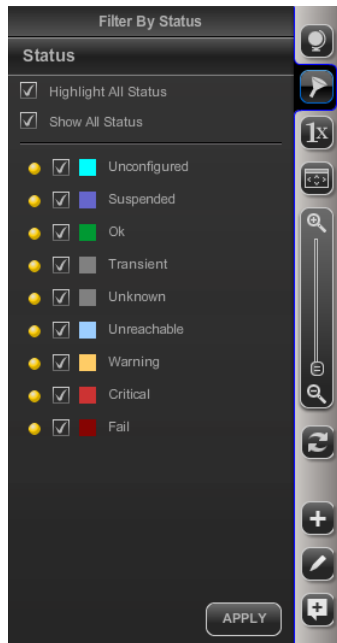 Filter By Status
Status
Highlight All Status
Show All Status
Unconfigured
Suspended
Ok
Transient
Unknown
Unreachable
Warning
Critical
Fail
APPLY
1x